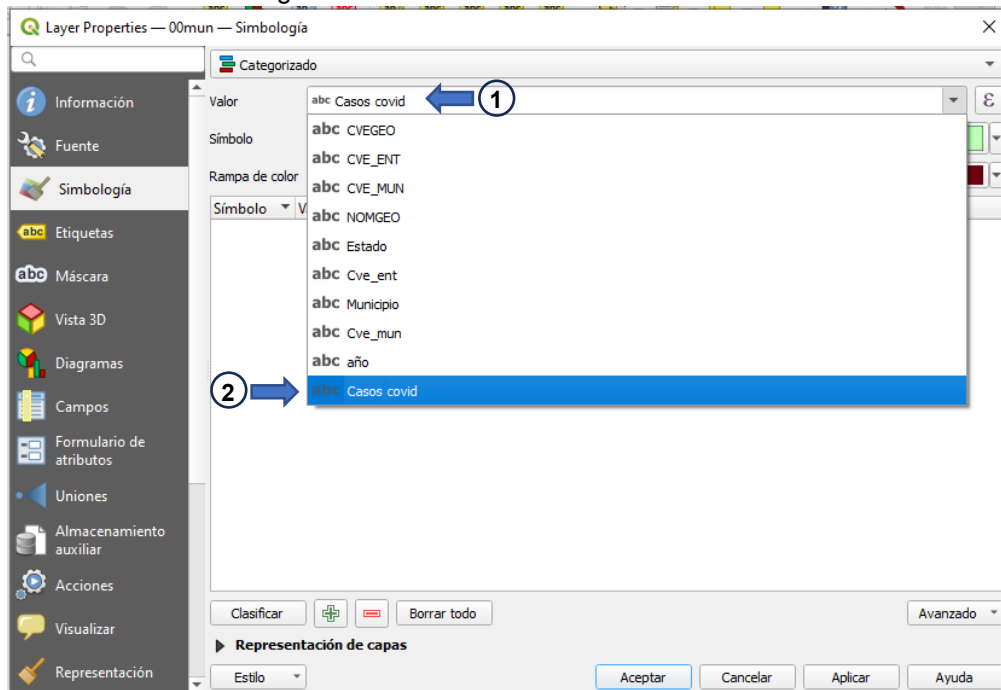 Layer Properties — 00mun — Simbología
Categorizado
Información
Fuente
Simbología
Etiquetas
Máscara
Vista 3D
Diagramas
Campos
Formulario de
atributos
Uniones
Almacenamiento
auxiliar
Acciones
Visualizar
Representación
Valor
abc Casos covid
1
ε
Símbolo
Rampa de color
Símbolo
abc CVEGEO
abc CVE_ENT
abc CVE_MUN
abc NOMGEO
abc Estado
abc Cve_ent
abc Municipio
abc Cve_mun
abc año
2
abc Casos covid
Clasificar
Borrar todo
Avanzado
Representación de capas
Estilo
Aceptar
Cancelar
Aplicar
Ayuda